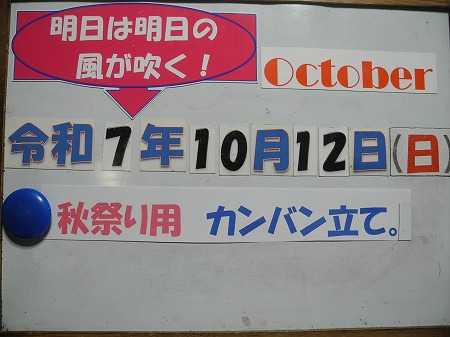 明日は明日の
風が吹く！
October
令和7年10月12日(日)
秋祭り用 カンバン立て。